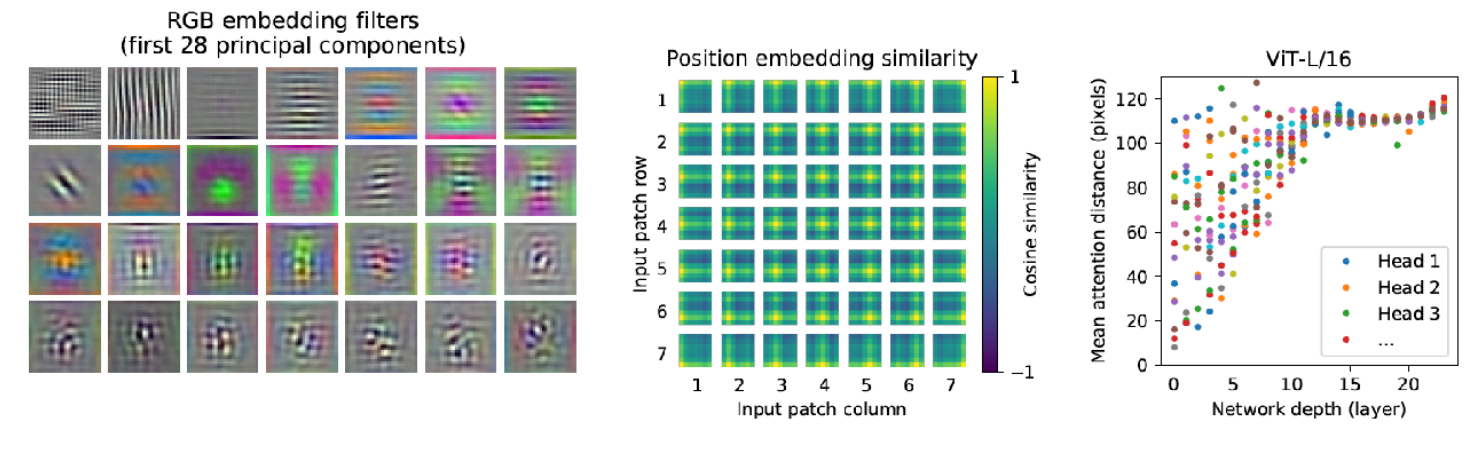 RGB embedding filters
(first 28 principal components)
Position embedding similarity
Input patch row
1
2
3
4
5
6
7
1 2 3 4 5 6 7
Input patch column
1
−1
Cosine similarity
ViT-L/16
Mean attention distance (pixels)
120
100
80
60
40
20
0
Head 1
Head 2
Head 3
...
0 5 10 15 20
Network depth (layer)